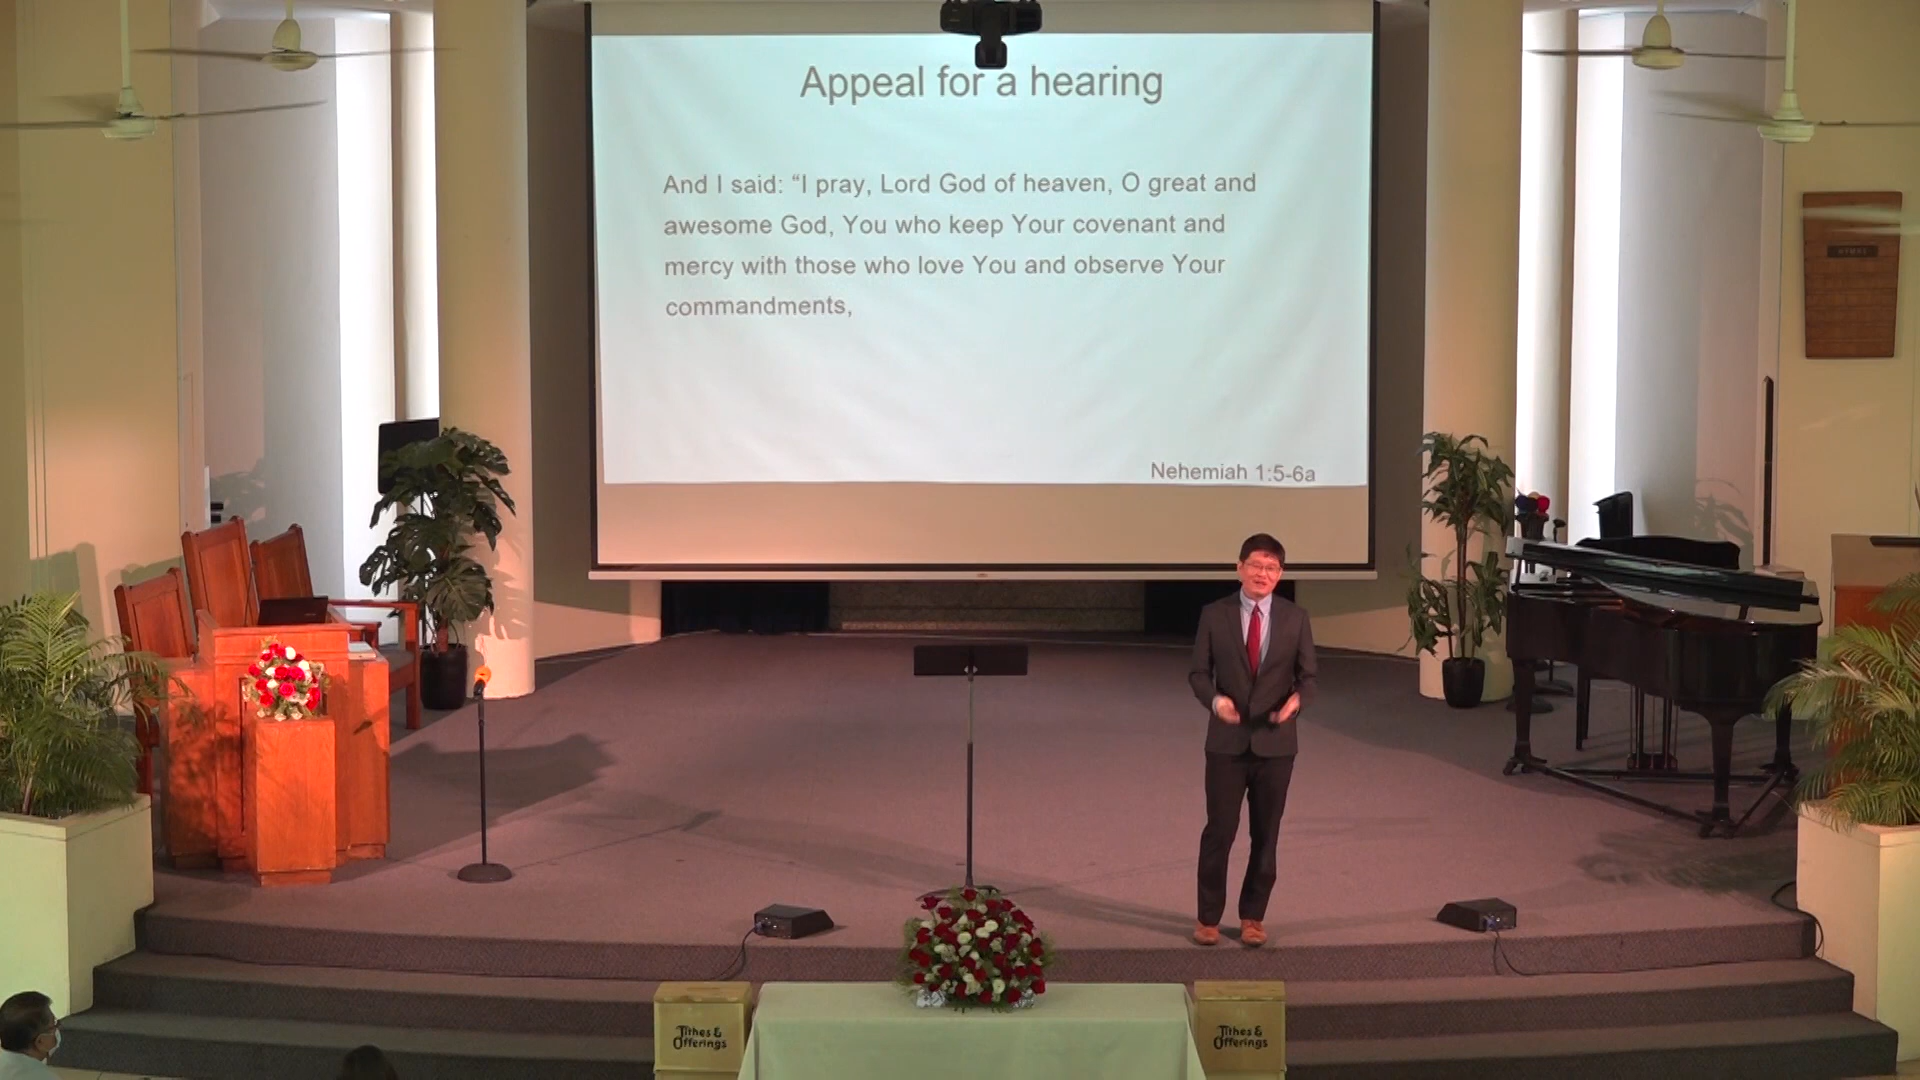 Appeal for a hearing
And I said: “I pray, Lord God of heaven, O great and
awesome God, You who keep Your covenant and
mercy with those who love You and observe Your
commandments,
Nehemiah 1:5-6a
Tithes &
Offerings
Tithes &
Offerings